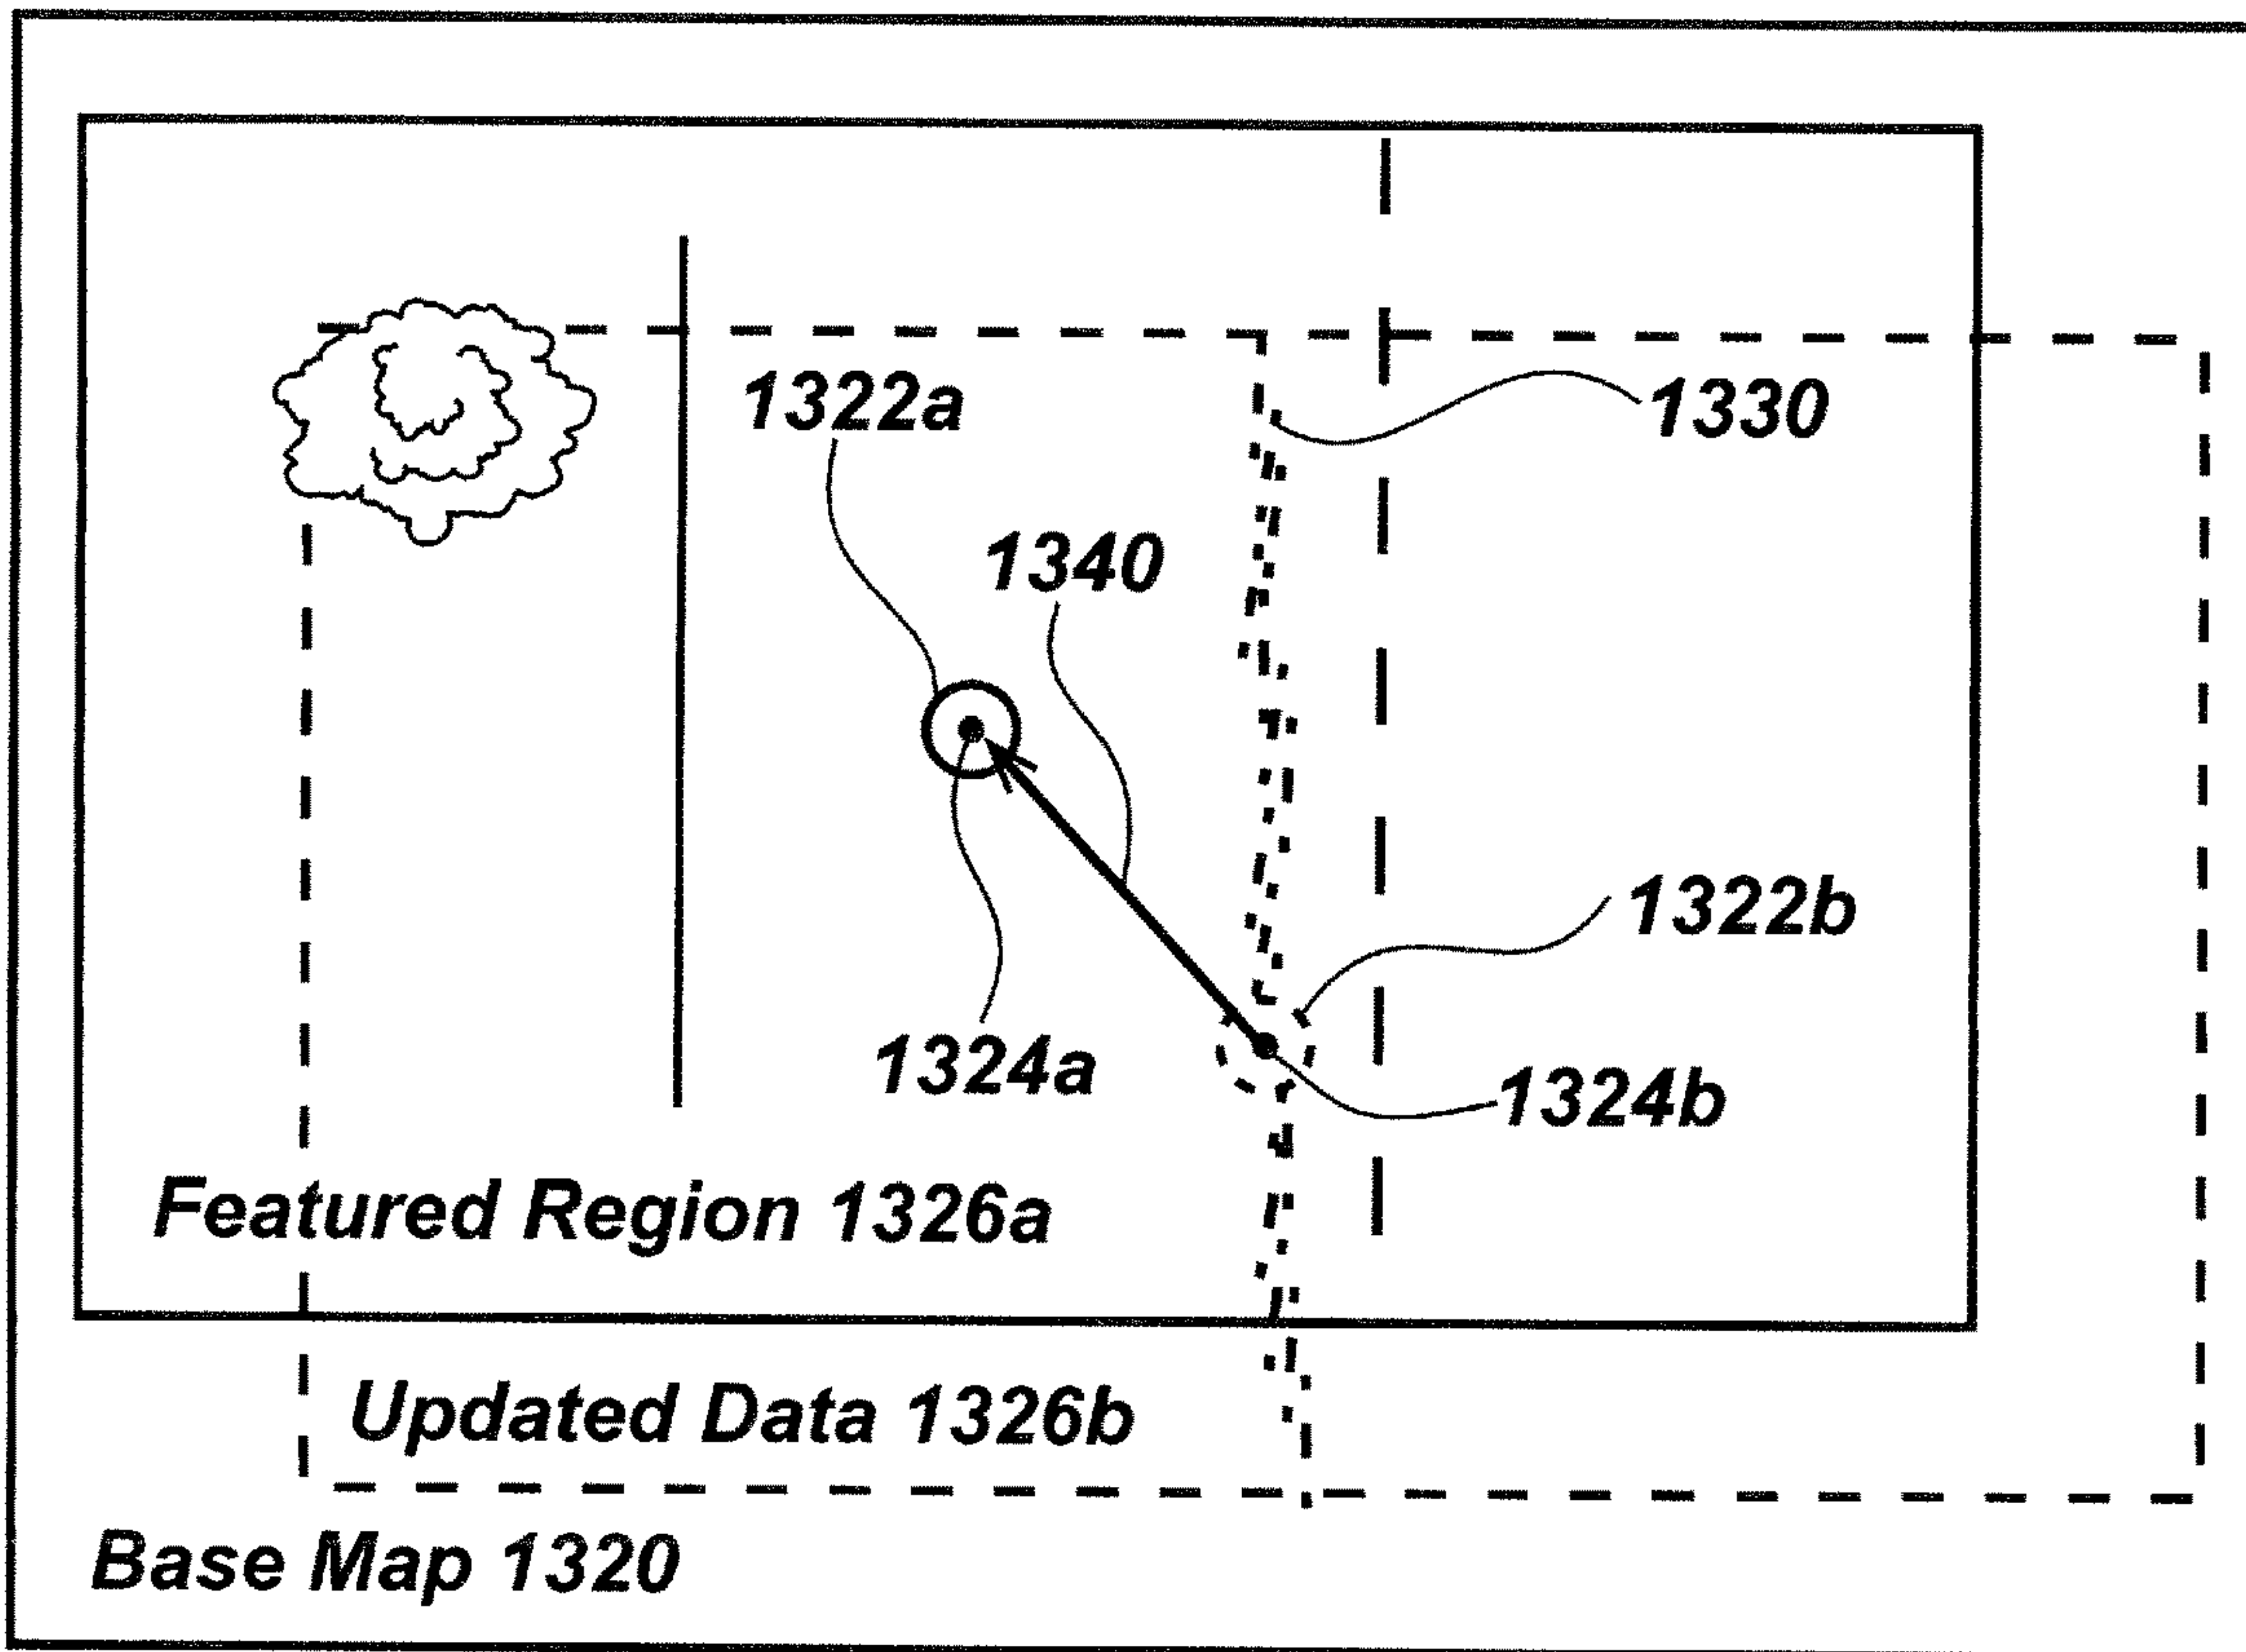 1322a
1330
1340
1322b
1324a
1324b
Featured Region 1326a
Updated Data 1326b
Base Map 1320